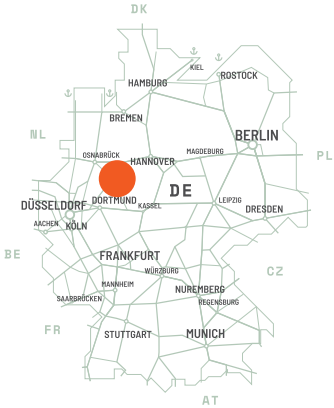 DK
KIEL
ROSTOCK
HAMBURG
BREMEN
NL
BERLIN
OSNABRÜCK
HANNOVER
MAGDEBURG
PL
DE
DÜSSELDORF
DORTMUND
KASSEL
LEIPZIG
DRESDEN
AACHEN
KÖLN
BE
FRANKFURT
WÜRZBURG
CZ
MANNHEIM
NUREMBERG
SAARBRÜCKEN
REGENSBURG
FR
STUTTGART
MUNICH
AT